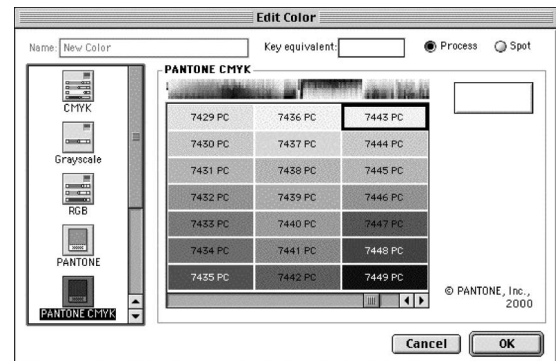 Edit Color
Name: New Color
Key equivalent:
Process
Spot
CMYK
Grayscale
RGB
PANTONE
PANTONE CMYK
PANTONE CMYK
7429 PC 7436 PC 7443 PC
7430 PC 7437 PC 7444 PC
7431 PC 7438 PC 7445 PC
7432 PC 7439 PC 7446 PC
7433 PC 7440 PC 7447 PC
7434 PC 7441 PC 7448 PC
7435 PC 7442 PC 7449 PC
© PANTONE, Inc.,
2000
Cancel
OK